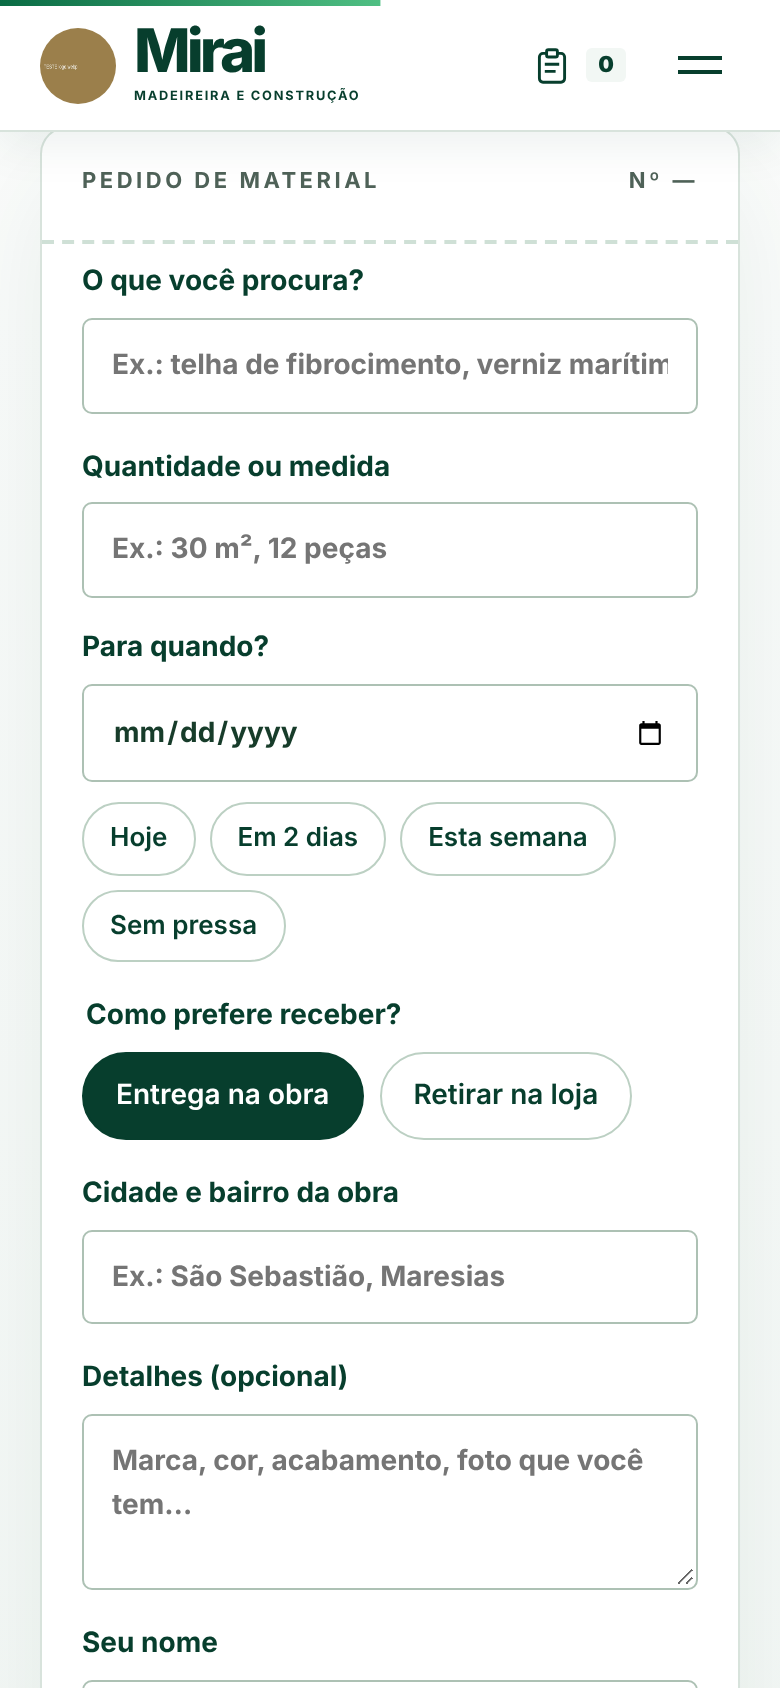 Mirai
MADEIREIRA E CONSTRUÇÃO
0
PEDIDO DE MATERIAL
Nº —
O que você procura?
Ex.: telha de fibrocimento, verniz marítim
Quantidade ou medida
Ex.: 30 m², 12 peças
Para quando?
mm/dd/yyyy
Hoje
Em 2 dias
Esta semana
Sem pressa
Como prefere receber?
Entrega na obra
Retirar na loja
Cidade e bairro da obra
Ex.: São Sebastião, Maresias
Detalhes (opcional)
Marca, cor, acabamento, foto que você
tem...
Seu nome